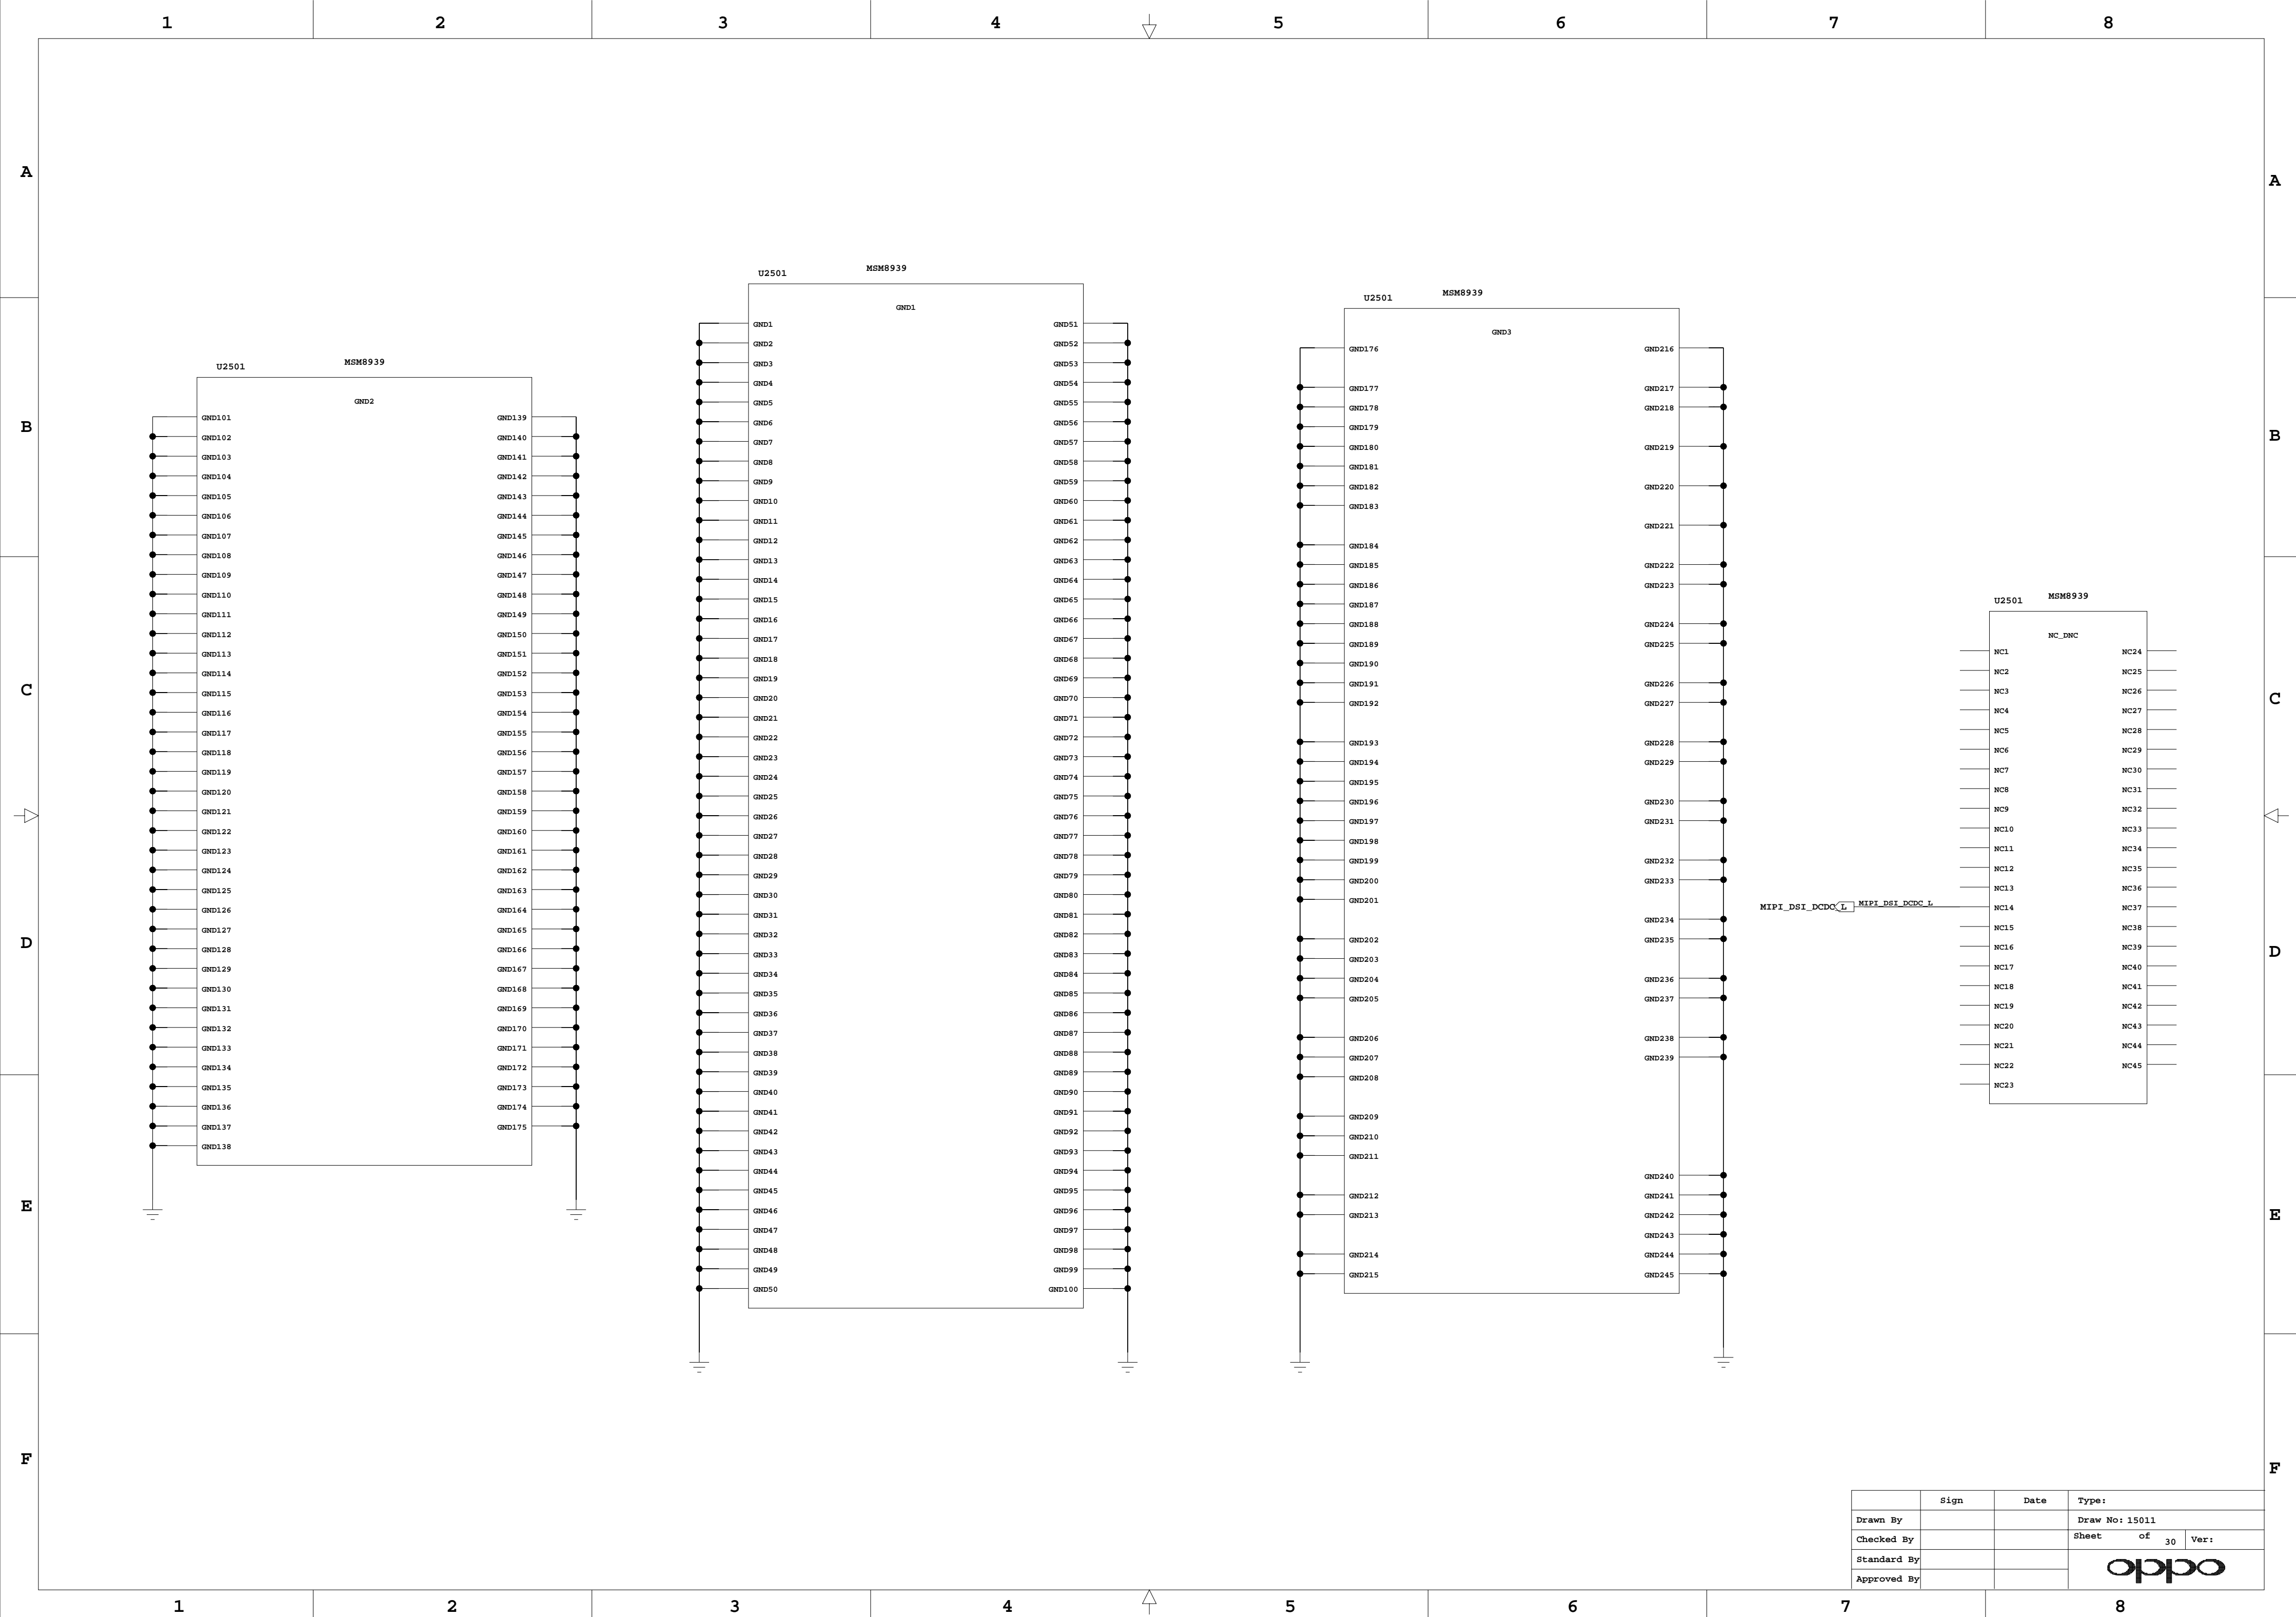 1 2 3 4 5 6 7 8
A A
B B
C C
D D
E E
F F
U2501 MSM8939
GND2
GND101 GND139
GND102 GND140
GND103 GND141
GND104 GND142
GND105 GND143
GND106 GND144
GND107 GND145
GND108 GND146
GND109 GND147
GND110 GND148
GND111 GND149
GND112 GND150
GND113 GND151
GND114 GND152
GND115 GND153
GND116 GND154
GND117 GND155
GND118 GND156
GND119 GND157
GND120 GND158
GND121 GND159
GND122 GND160
GND123 GND161
GND124 GND162
GND125 GND163
GND126 GND164
GND127 GND165
GND128 GND166
GND129 GND167
GND130 GND168
GND131 GND169
GND132 GND170
GND133 GND171
GND134 GND172
GND135 GND173
GND136 GND174
GND137 GND175
GND138
U2501 MSM8939
GND1
GND1 GND51
GND2 GND52
GND3 GND53
GND4 GND54
GND5 GND55
GND6 GND56
GND7 GND57
GND8 GND58
GND9 GND59
GND10 GND60
GND11 GND61
GND12 GND62
GND13 GND63
GND14 GND64
GND15 GND65
GND16 GND66
GND17 GND67
GND18 GND68
GND19 GND69
GND20 GND70
GND21 GND71
GND22 GND72
GND23 GND73
GND24 GND74
GND25 GND75
GND26 GND76
GND27 GND77
GND28 GND78
GND29 GND79
GND30 GND80
GND31 GND81
GND32 GND82
GND33 GND83
GND34 GND84
GND35 GND85
GND36 GND86
GND37 GND87
GND38 GND88
GND39 GND89
GND40 GND90
GND41 GND91
GND42 GND92
GND43 GND93
GND44 GND94
GND45 GND95
GND46 GND96
GND47 GND97
GND48 GND98
GND49 GND99
GND50 GND100
U2501 MSM8939
GND3
GND176 GND216
GND177 GND217
GND178 GND218
GND179
GND180 GND219
GND181
GND182 GND220
GND183
GND221
GND184
GND185 GND222
GND186 GND223
GND187
GND188 GND224
GND189 GND225
GND190
GND191 GND226
GND192 GND227
GND193 GND228
GND194 GND229
GND195
GND196 GND230
GND197 GND231
GND198
GND199 GND232
GND200 GND233
GND201
GND234
GND202 GND235
GND203
GND204 GND236
GND205 GND237
GND206 GND238
GND207 GND239
GND208
GND209
GND210
GND211
GND240
GND212 GND241
GND213 GND242
GND243
GND214 GND244
GND215 GND245
U2501 MSM8939
NC_DNC
NC1 NC24
NC2 NC25
NC3 NC26
NC4 NC27
NC5 NC28
NC6 NC29
NC7 NC30
NC8 NC31
NC9 NC32
NC10 NC33
NC11 NC34
NC12 NC35
NC13 NC36
MIPI_DSI_DCDC_L MIPI_DSI_DCDC_L NC14 NC37
NC15 NC38
NC16 NC39
NC17 NC40
NC18 NC41
NC19 NC42
NC20 NC43
NC21 NC44
NC22 NC45
NC23
Sign Date Type:
Drawn By Draw No: 15011
Checked By Sheet of 30 Ver:
Standard By oppo
Approved By
1 2 3 4 5 6 7 8